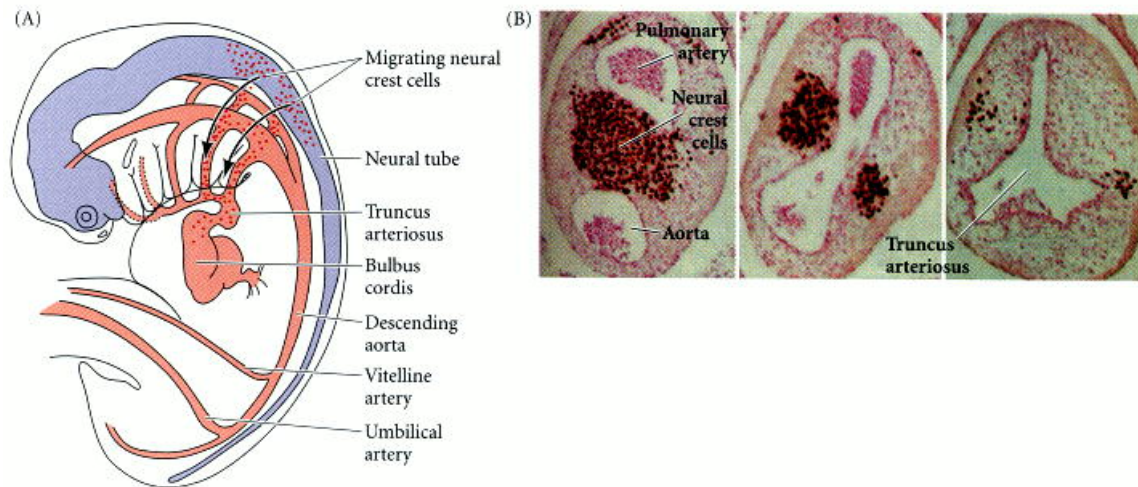 (A)
Migrating neural
crest cells
Neural tube
Truncus
arteriosus
Bulbus
cordis
Descending
aorta
Vitelline
artery
Umbilical
artery
(B)
Pulmonary
artery
Neural
crest
cells
Aorta
Truncus
arteriosus